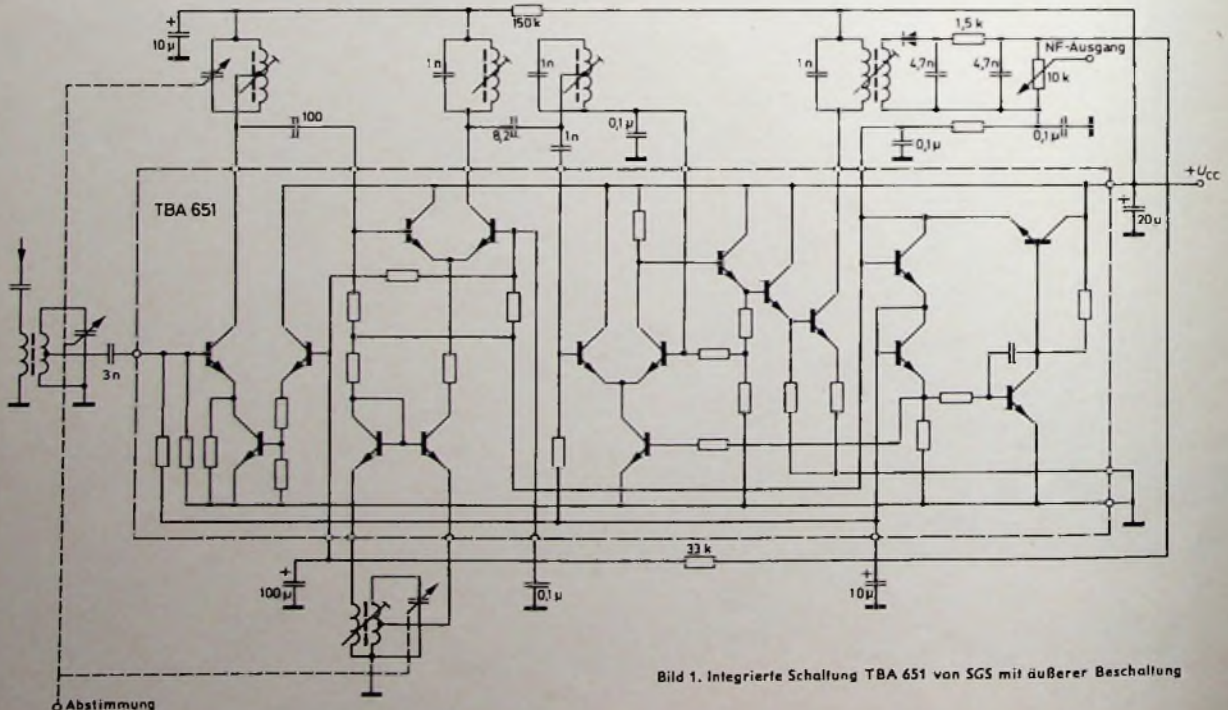 150k
10µ
1n
1n
1,5k
NF-Ausgang
4,7n
4,7n
10k
100
8,2
1n
0,1µ
0,1µ
0,1µ
+UCC
TBA 651
20u
3n
33k
100µ
0,1µ
10µ
1n
Bild 1. Integrierte Schaltung TBA 651 von SGS mit äußerer Beschaltung
Abstimmung